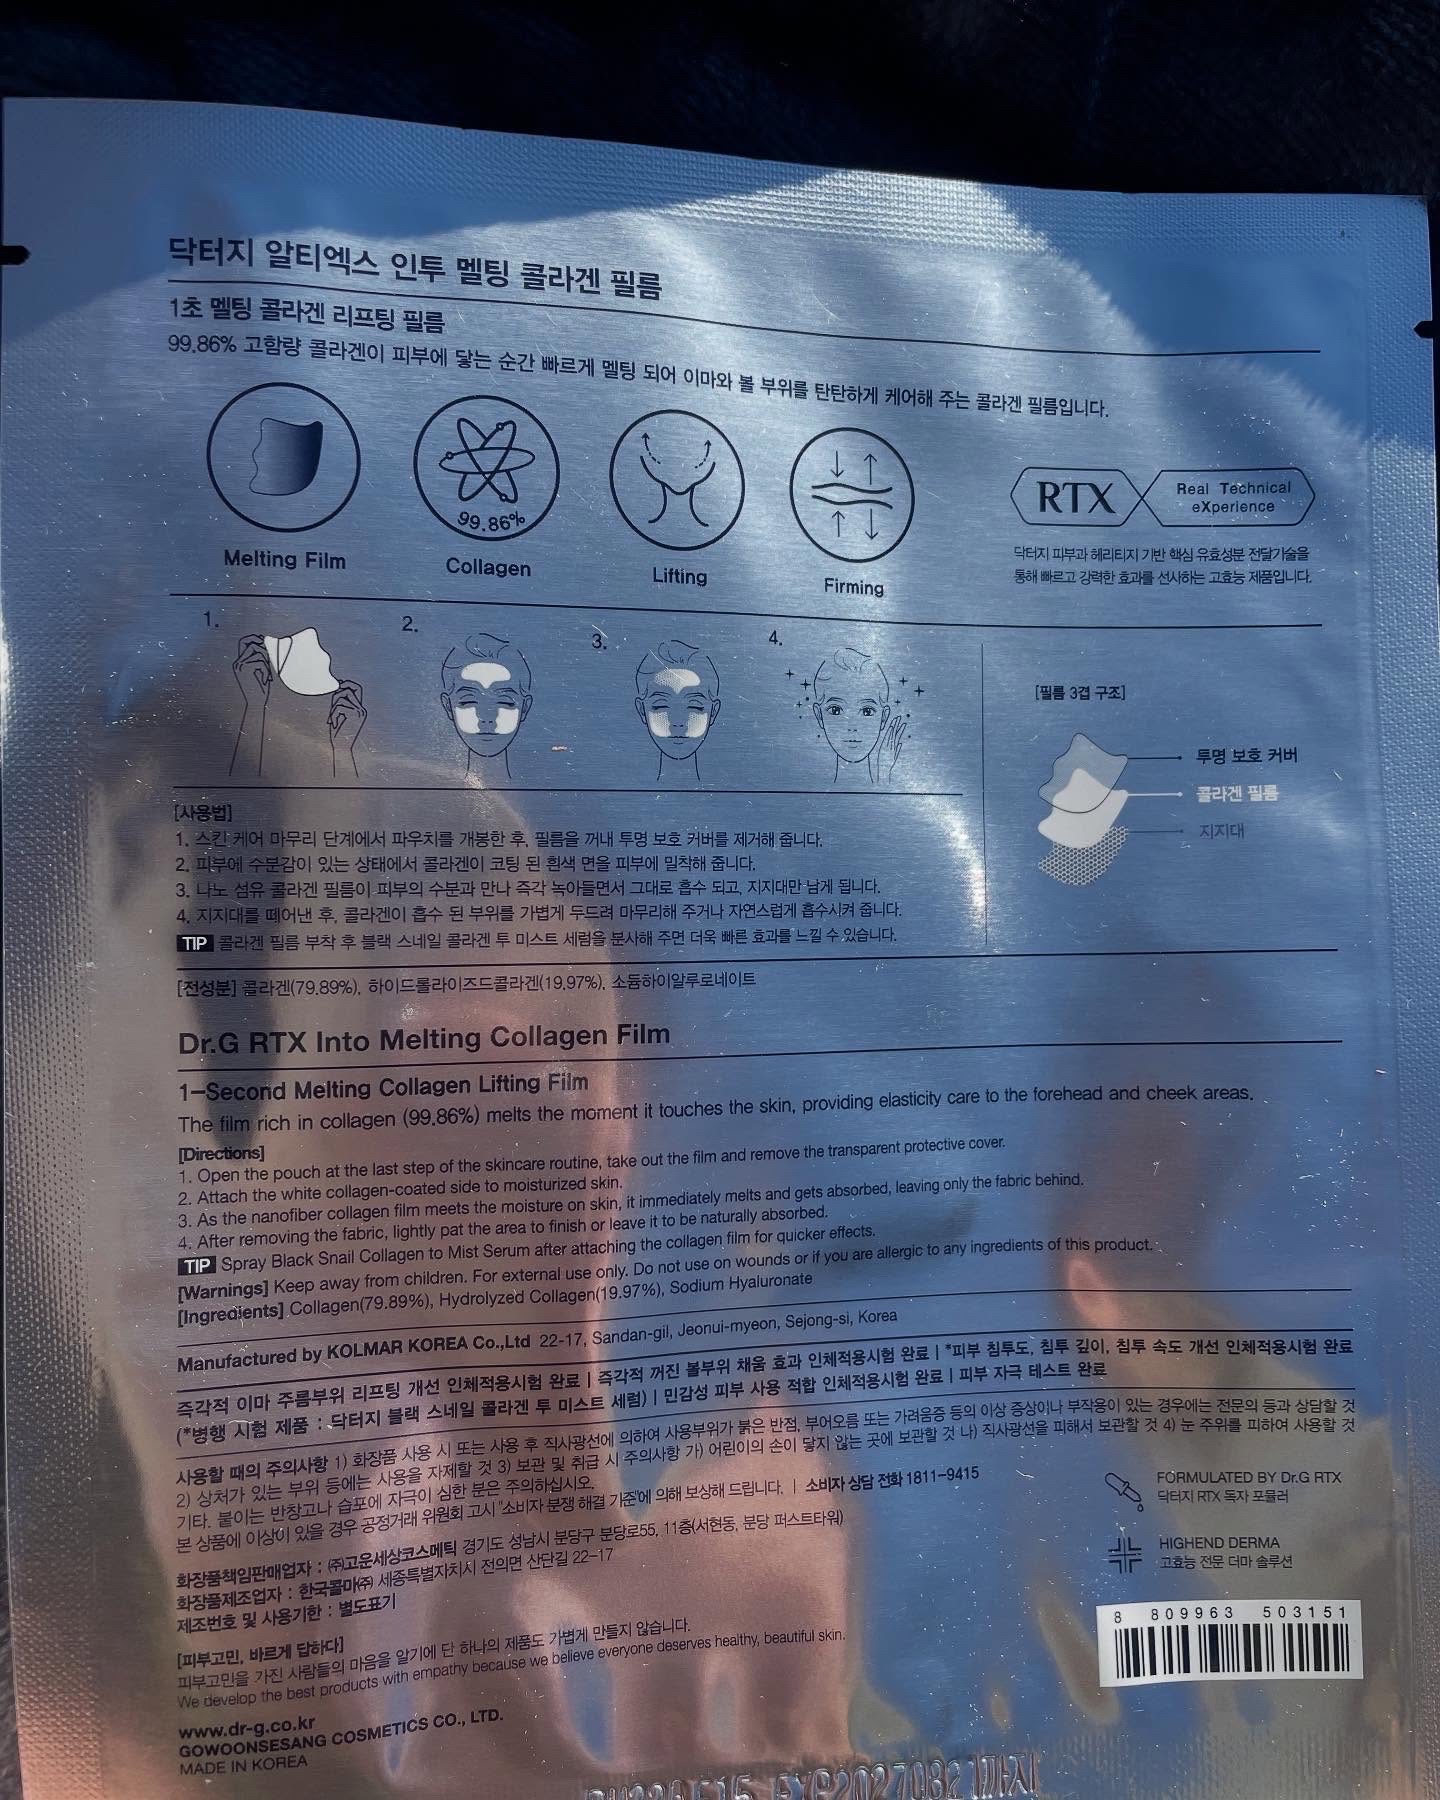 닥터지 알티엑스 인투 멜팅 콜라겐 필름
1초 멜팅 콜라겐 리프팅 필름
99.86% 고함량 콜라겐이 피부에 닿는 순간 빠르게 멜팅 되어 이마와 볼 부위를 탄탄하게 케어해 주는 콜라겐 필름입니다.
99.86%
Melting Film
Collagen
Lifting
Firming
RTX
Real Technical
eXperience
닥터지 피부과 헤리티지 기반 핵심 유효성분 전달기술을
통해 빠르고 강력한 효과를 선사하는 고효능 제품입니다.
1.
2.
3.
4.
[필름 3겹 구조]
투명 보호 커버
콜라겐 필름
지지대
[사용법]
1. 스킨 케어 마무리 단계에서 파우치를 개봉한 후, 필름을 꺼내 투명 보호 커버를 제거해 줍니다.
2. 피부에 수분감이 있는 상태에서 콜라겐이 코팅 된 흰색 면을 피부에 밀착해 줍니다.
3. 나노 섬유 콜라겐 필름이 피부의 수분과 만나 즉각 녹아들면서 그대로 흡수 되고, 지지대만 남게 됩니다.
4. 지지대를 떼어낸 후, 콜라겐이 흡수 된 부위를 가볍게 두드려 마무리해 주거나 자연스럽게 흡수시켜 줍니다.
TIP 콜라겐 필름 부착 후 블랙 스네일 콜라겐 투 미스트 세럼을 분사해 주면 더욱 빠른 효과를 느낄 수 있습니다.
[전성분] 콜라겐(79.89%), 하이드롤라이즈드콜라겐(19.97%), 소듐하이알루로네이트
Dr.G RTX Into Melting Collagen Film
1-Second Melting Collagen Lifting Film
The film rich in collagen (99.86%) melts the moment it touches the skin, providing elasticity care to the forehead and cheek areas.
[Directions]
1. Open the pouch at the last step of the skincare routine, take out the film and remove the transparent protective cover.
2. Attach the white collagen-coated side to moisturized skin.
3. As the nanofiber collagen film meets the moisture on skin, it immediately melts and gets absorbed, leaving only the fabric behind.
4. After removing the fabric, lightly pat the area to finish or leave it to be naturally absorbed.
TIP Spray Black Snail Collagen to Mist Serum after attaching the collagen film for quicker effects.
[Warnings] Keep away from children. For external use only. Do not use on wounds or if you are allergic to any ingredients of this product.
[Ingredients] Collagen(79.89%), Hydrolyzed Collagen(19.97%), Sodium Hyaluronate
Manufactured by KOLMAR KOREA Co.,Ltd 22-17, Sandan-gil, Jeonui-myeon, Sejong-si, Korea
즉각적 이마 주름부위 리프팅 개선 인체적용시험 완료 | 즉각적 꺼진 볼부위 채움 효과 인체적용시험 완료 | *피부 침투도, 침투 깊이, 침투 속도 개선 인체적용시험 완료
(*병행 시험 제품 : 닥터지 블랙 스네일 콜라겐 투 미스트 세럼) | 민감성 피부 사용 적합 인체적용시험 완료 | 피부 자극 테스트 완료
사용할 때의 주의사항 1) 화장품 사용 시 또는 사용 후 직사광선에 의하여 사용부위가 붉은 반점, 부어오름 또는 가려움증 등의 이상 증상이나 부작용이 있는 경우에는 전문의 등과 상담할 것
2) 상처가 있는 부위 등에는 사용을 자제할 것 3) 보관 및 취급 시 주의사항 가) 어린이의 손이 닿지 않는 곳에 보관할 것 나) 직사광선을 피해서 보관할 것 4) 눈 주위를 피하여 사용할 것
기타. 붙이는 반창고나 습포에 자극이 심한 분은 주의하십시오.
본 상품에 이상이 있을 경우 공정거래 위원회 고시 "소비자 분쟁 해결 기준"에 의해 보상해 드립니다. | 소비자 상담 전화 1811-9415
화장품책임판매업자 : ㈜고운세상코스메틱 경기도 성남시 분당구 분당로55, 11층(서현동, 분당 퍼스트타워)
화장품제조업자 : 한국콜마㈜ 세종특별자치시 전의면 산단길 22-17
제조번호 및 사용기한 : 별도표기
FORMULATED BY Dr.G RTX
닥터지 RTX 독자 포뮬러
HIGHEND DERMA
고효능 전문 더마 솔루션
8 809963 503151
[피부고민, 바르게 답하다]
피부고민을 가진 사람들의 마음을 알기에 단 하나의 제품도 가볍게 만들지 않습니다.
We develop the best products with empathy because we believe everyone deserves healthy, beautiful skin.
www.dr-g.co.kr
GOWOONSESANG COSMETICS CO., LTD.
MADE IN KOREA
EXP20270821까지